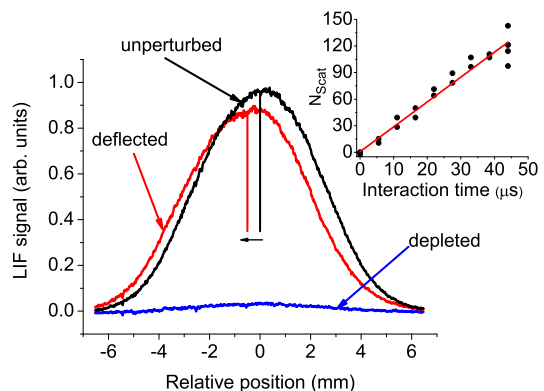 unperturbed
deflected
depleted
LIF signal (arb. units)
1.0
0.8
0.6
0.4
0.2
0.0
-6 -4 -2 0 2 4 6
Relative position (mm)
N_Scat
150
120
90
60
30
0
0 10 20 30 40 50
Interaction time (μs)